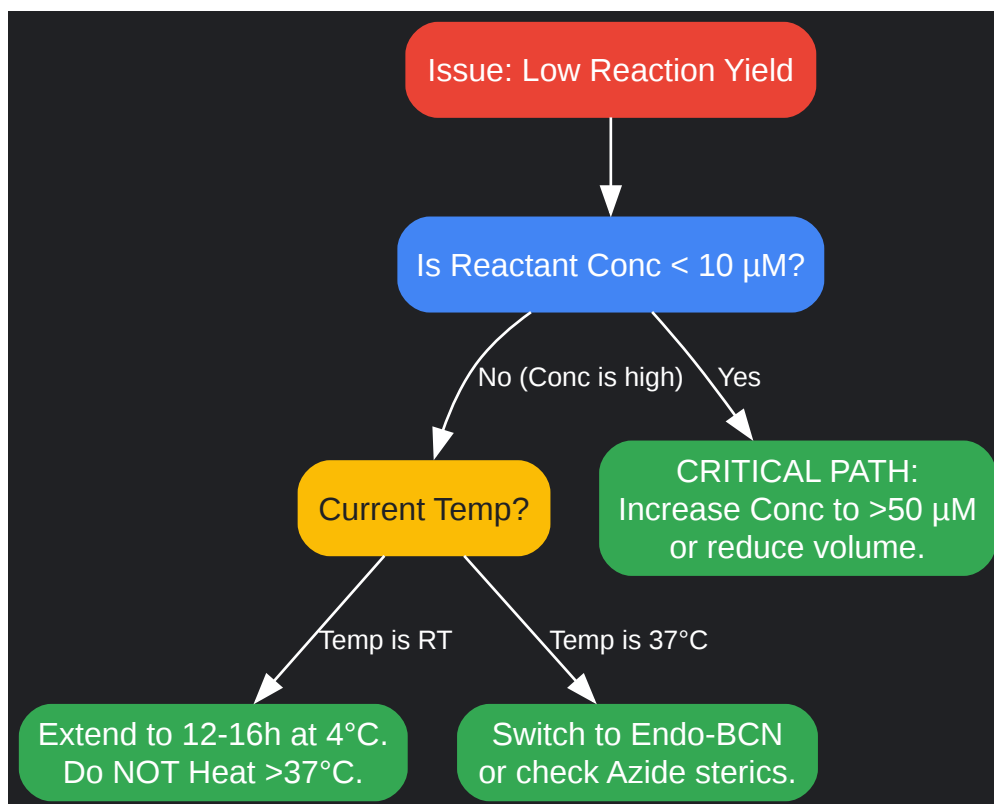 Issue: Low Reaction Yield
Is Reactant Conc < 10 µM?
No (Conc is high)
Yes
Current Temp?
CRITICAL PATH:
Increase Conc to >50 µM
or reduce volume.
Temp is RT
Temp is 37°C
Extend to 12-16h at 4°C.
Do NOT Heat >37°C.
Switch to Endo-BCN
or check Azide sterics.